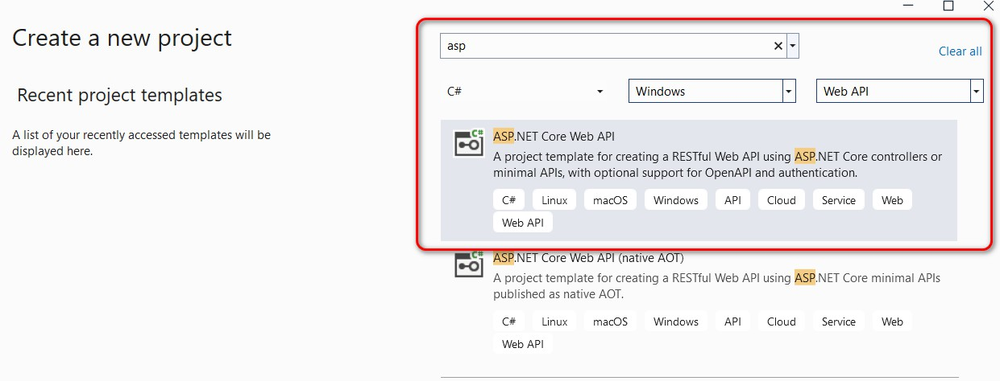 Create a new project
Recent project templates
A list of your recently accessed templates will be
displayed here.
asp
Clear all
C#
Windows
Web API
ASP.NET Core Web API
A project template for creating a RESTful Web API using ASP.NET Core controllers or
minimal APIs, with optional support for OpenAPI and authentication.
C# Linux macOS Windows API Cloud Service Web
Web API
ASP.NET Core Web API (native AOT)
A project template for creating a RESTful Web API using ASP.NET Core minimal APIs
published as native AOT.
C# Linux macOS Windows API Cloud Service Web
Web API